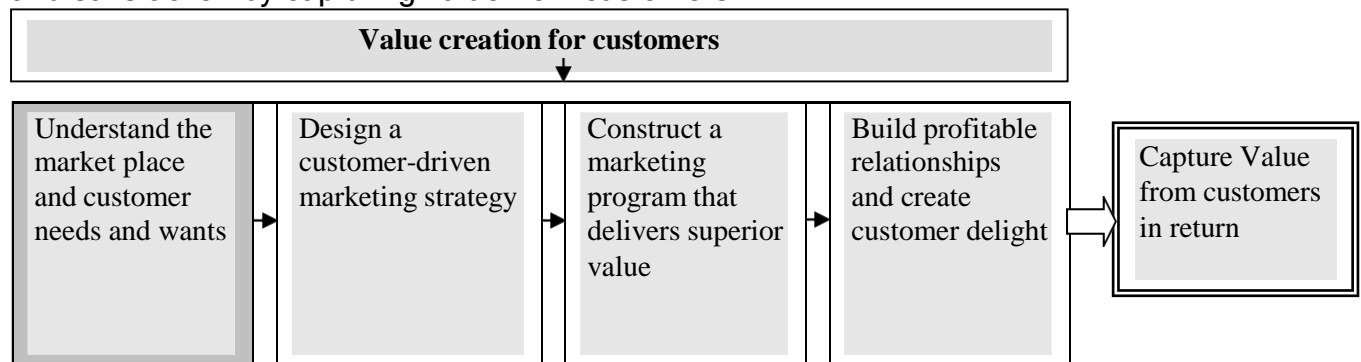 Value creation for customers
Understand the
market place
and customer
needs and wants
Design a
customer-driven
marketing strategy
Construct a
marketing
program that
delivers superior
value
Build profitable
relationships
and create
customer delight
Capture Value
from customers
in return